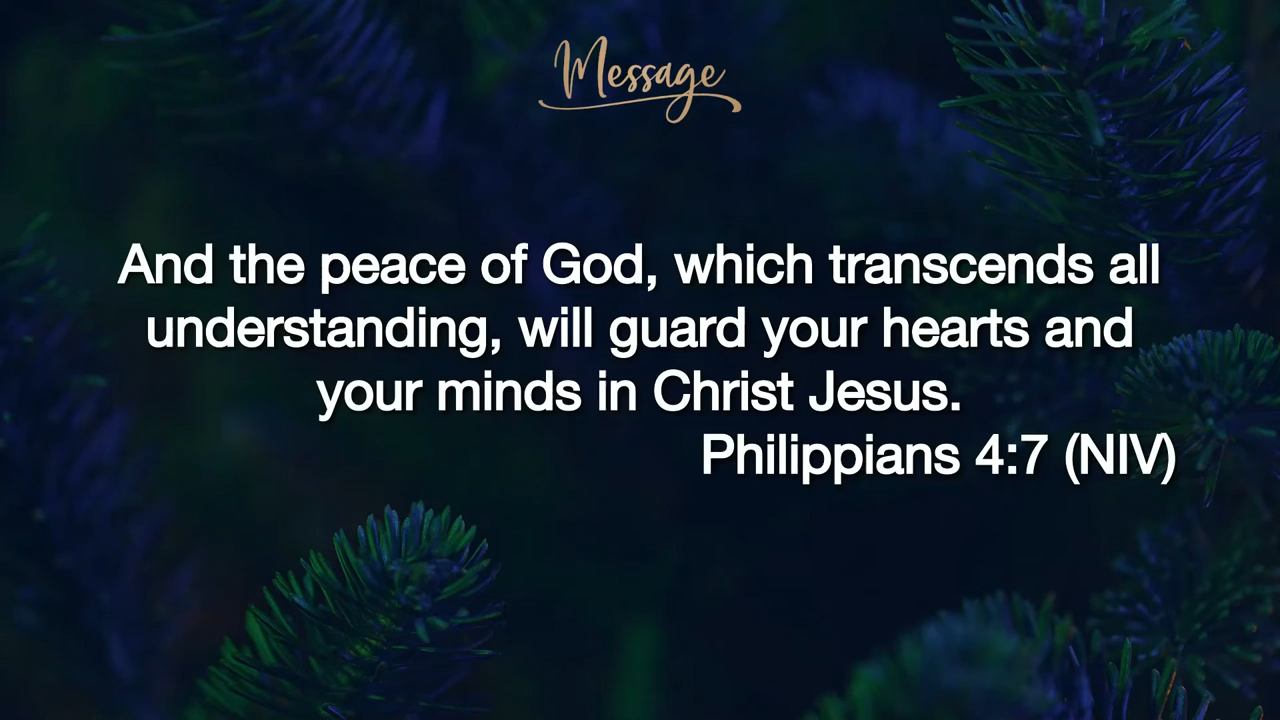 Message
And the peace of God, which transcends all
understanding, will guard your hearts and
your minds in Christ Jesus.
Philippians 4:7 (NIV)